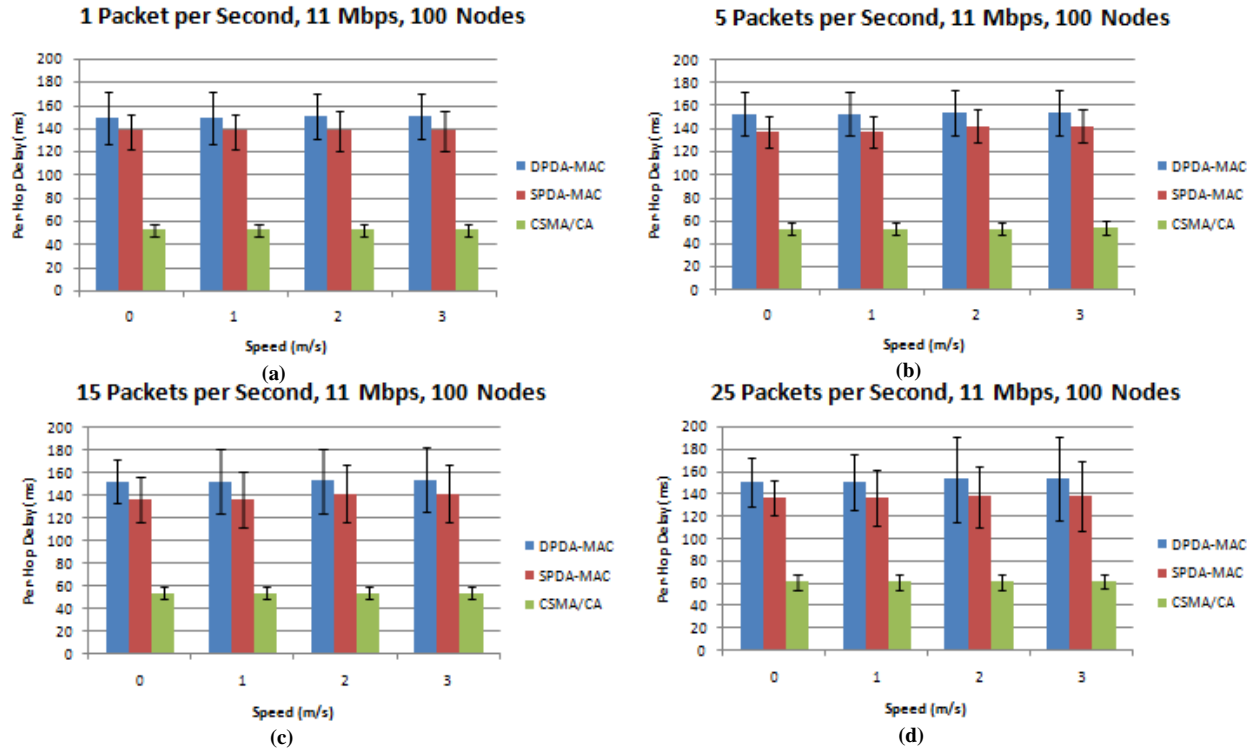 1 Packet per Second, 11 Mbps, 100 Nodes
200
180
160
140
120
100
80
60
40
20
0
Per-Hop Delay (ms)
0 1 2 3
Speed (m/s)
DPDA-MAC
SPDA-MAC
CSMA/CA
(a)
5 Packets per Second, 11 Mbps, 100 Nodes
200
180
160
140
120
100
80
60
40
20
0
Per-Hop Delay (ms)
0 1 2 3
Speed (m/s)
DPDA-MAC
SPDA-MAC
CSMA/CA
(b)
15 Packets per Second, 11 Mbps, 100 Nodes
200
180
160
140
120
100
80
60
40
20
0
Per-Hop Delay (ms)
0 1 2 3
Speed (m/s)
DPDA-MAC
SPDA-MAC
CSMA/CA
(c)
25 Packets per Second, 11 Mbps, 100 Nodes
200
180
160
140
120
100
80
60
40
20
0
Per-Hop Delay (ms)
0 1 2 3
Speed (m/s)
DPDA-MAC
SPDA-MAC
CSMA/CA
(d)